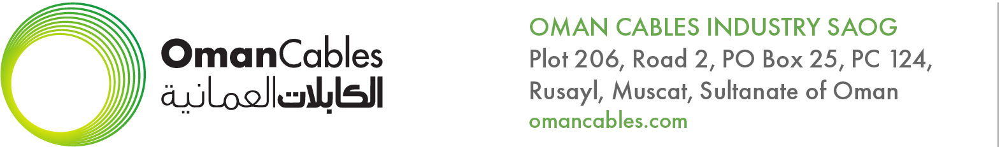 OmanCables
الكابلات العمانية
OMAN CABLES INDUSTRY SAOG
Plot 206, Road 2, PO Box 25, PC 124,
Rusayl, Muscat, Sultanate of Oman
omancables.com